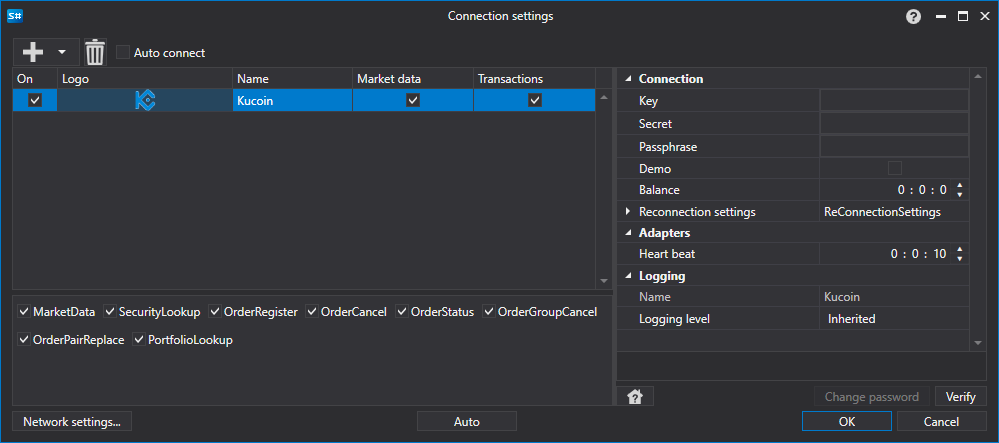 S#
Connection settings
?
Auto connect
On Logo Name Market data Transactions
Kucoin
Connection
Key
Secret
Passphrase
Demo
Balance 0 : 0 : 0
Reconnection settings ReConnectionSettings
Adapters
Heart beat 0 : 0 : 10
Logging
Name Kucoin
Logging level Inherited
MarketData SecurityLookup OrderRegister OrderCancel OrderStatus OrderGroupCancel
OrderPairReplace PortfolioLookup
? Change password Verify
Network settings... Auto OK Cancel